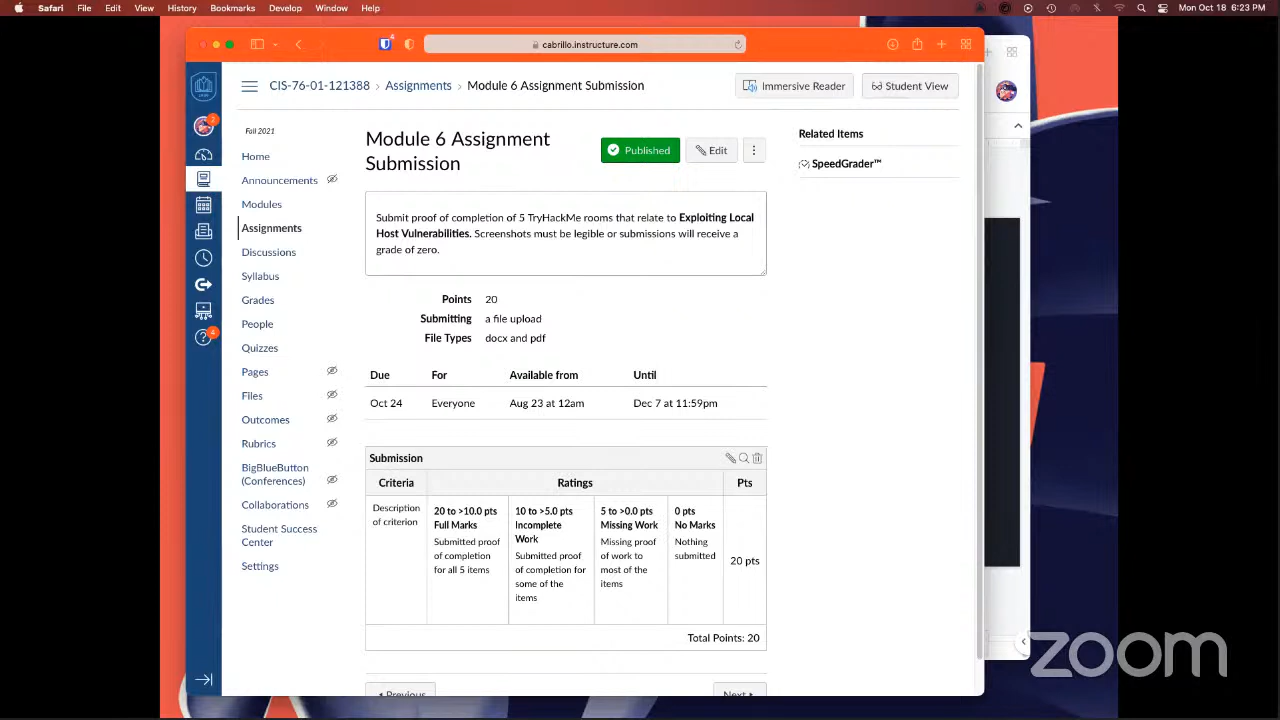 Safari File Edit View History Bookmarks Develop Window Help Mon Oct 18 6:23 PM
4
cabrillo.instructure.com
CIS-76-01-121388 › Assignments › Module 6 Assignment Submission
Immersive Reader
Student View
2
4
Fall 2021
Home
Announcements
Modules
Assignments
Discussions
Syllabus
Grades
People
Quizzes
Pages
Files
Outcomes
Rubrics
BigBlueButton
(Conferences)
Collaborations
Student Success
Center
Settings
Module 6 Assignment
Submission
Published
Edit
Related Items
SpeedGrader™
Submit proof of completion of 5 TryHackMe rooms that relate to Exploiting Local
Host Vulnerabilities. Screenshots must be legible or submissions will receive a
grade of zero.
Points 20
Submitting a file upload
File Types docx and pdf
Due For Available from Until
Oct 24 Everyone Aug 23 at 12am Dec 7 at 11:59pm
Submission
Criteria Ratings Pts
Description
of criterion
20 to >10.0 pts
Full Marks
Submitted proof
of completion
for all 5 items
10 to >5.0 pts
Incomplete
Work
Submitted proof
of completion for
some of the
items
5 to >0.0 pts
Missing Work
Missing proof
of work to
most of the
items
0 pts
No Marks
Nothing
submitted
20 pts
Total Points: 20
Previous
Next
zoom